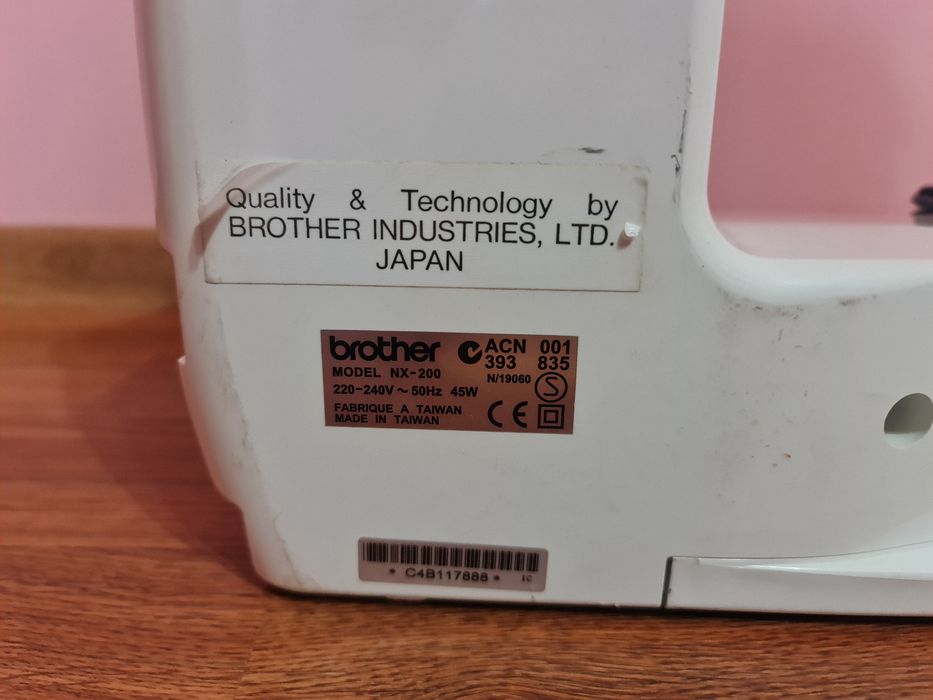 Quality & Technology by
BROTHER INDUSTRIES, LTD.
JAPAN
brother
ACN 001
393 835
MODEL NX-200
N/19060
S
220-240V ~ 50Hz 45W
FABRIQUE A TAIWAN
MADE IN TAIWAN
CE
* C4B117888 * 1C